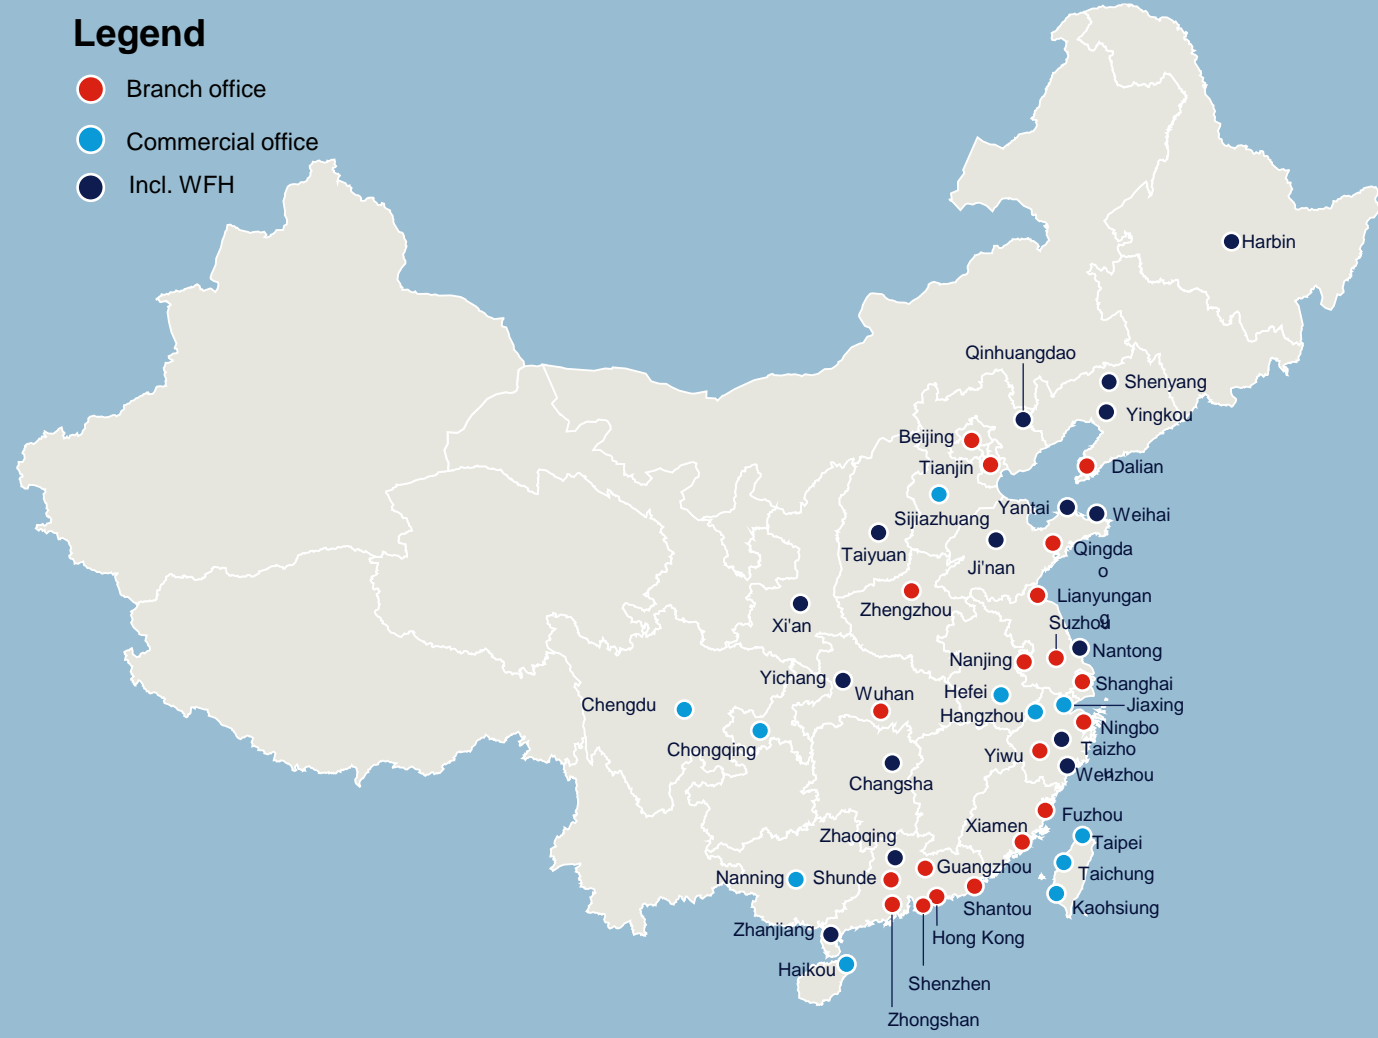 Legend
Branch office
Commercial office
Incl. WFH
Harbin
Qinhuangdao
Shenyang
Yingkou
Beijing
Tianjin
Dalian
Sijiazhuang
Yantai
Weihai
Taiyuan
Ji'nan
Qingda
o
Zhengzhou
Lianyungan
g
Xi'an
Suzhou
Nanjing
Nantong
Yichang
Wuhan
Hefei
Shanghai
Chengdu
Hangzhou
Jiaxing
Ningbo
Chongqing
Yiwu
Taizho
u
Changsha
Wenzhou
Xiamen
Fuzhou
Zhaoqing
Taipei
Nanning
Shunde
Guangzhou
Taichung
Shantou
Kaohsiung
Zhanjiang
Hong Kong
Haikou
Shenzhen
Zhongshan